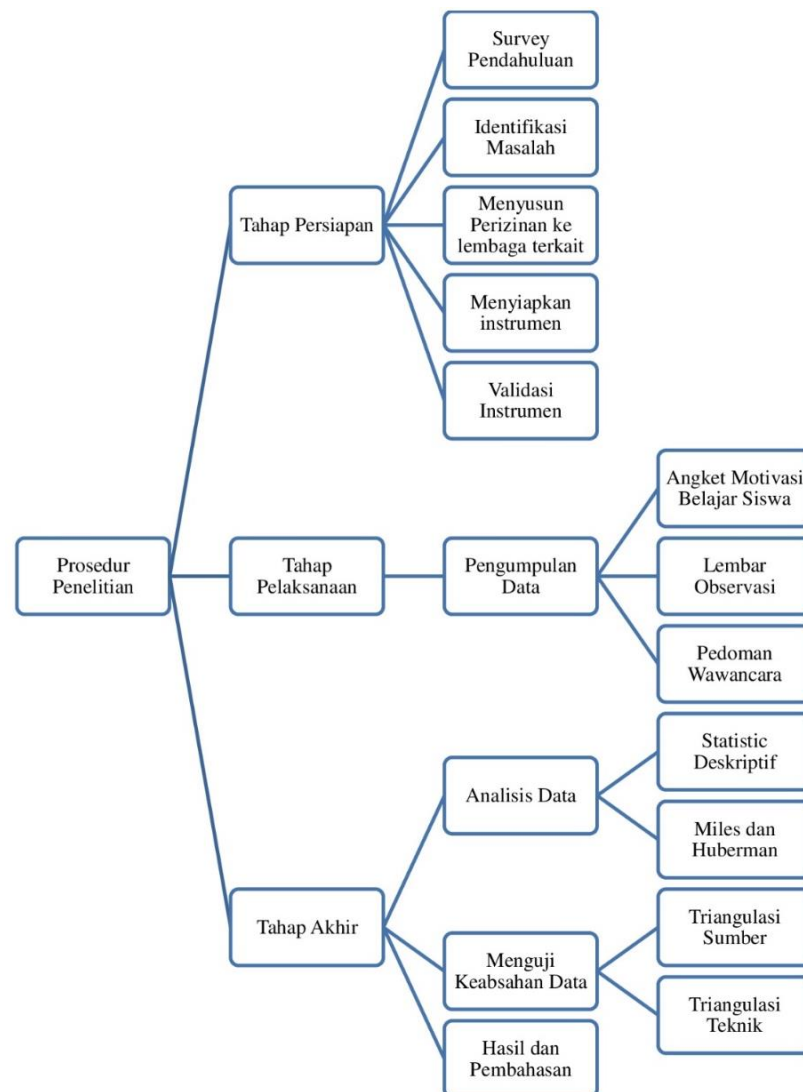 Survey
Pendahuluan
Identifikasi
Masalah
Tahap Persiapan
Menyusun
Perizinan ke
lembaga terkait
Menyiapkan
instrumen
Validasi
Instrumen
Prosedur
Penelitian
Tahap
Pelaksanaan
Pengumpulan
Data
Angket Motivasi
Belajar Siswa
Lembar
Observasi
Pedoman
Wawancara
Tahap Akhir
Analisis Data
Statistic
Deskriptif
Miles dan
Huberman
Menguji
Keabsahan Data
Triangulasi
Sumber
Triangulasi
Teknik
Hasil dan
Pembahasan